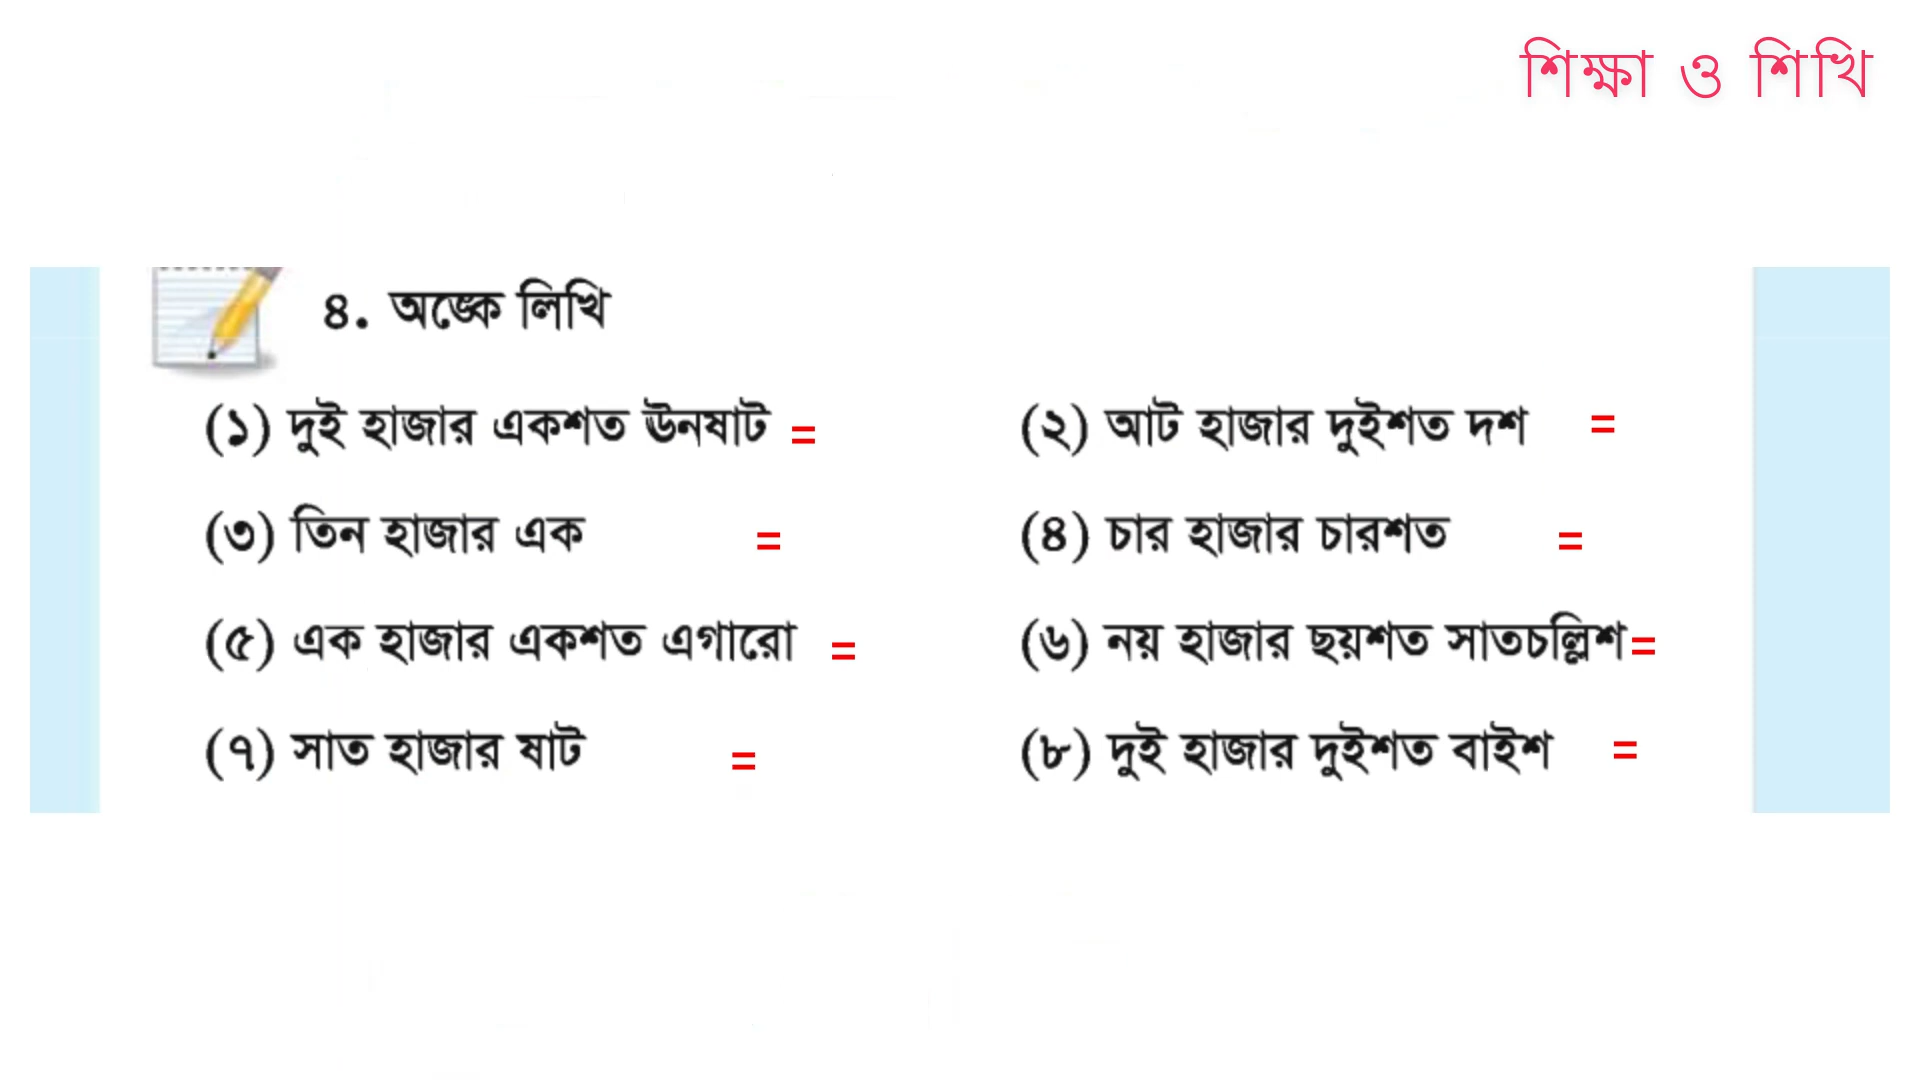 শিক্ষা ও শিখি
৪. অঙ্কে লিখি
(১) দুই হাজার একশত ঊনষাট = (২) আট হাজার দুইশত দশ =
(৩) তিন হাজার এক = (৪) চার হাজার চারশত =
(৫) এক হাজার একশত এগারো = (৬) নয় হাজার ছয়শত সাতচল্লিশ =
(৭) সাত হাজার ষাট = (৮) দুই হাজার দুইশত বাইশ =